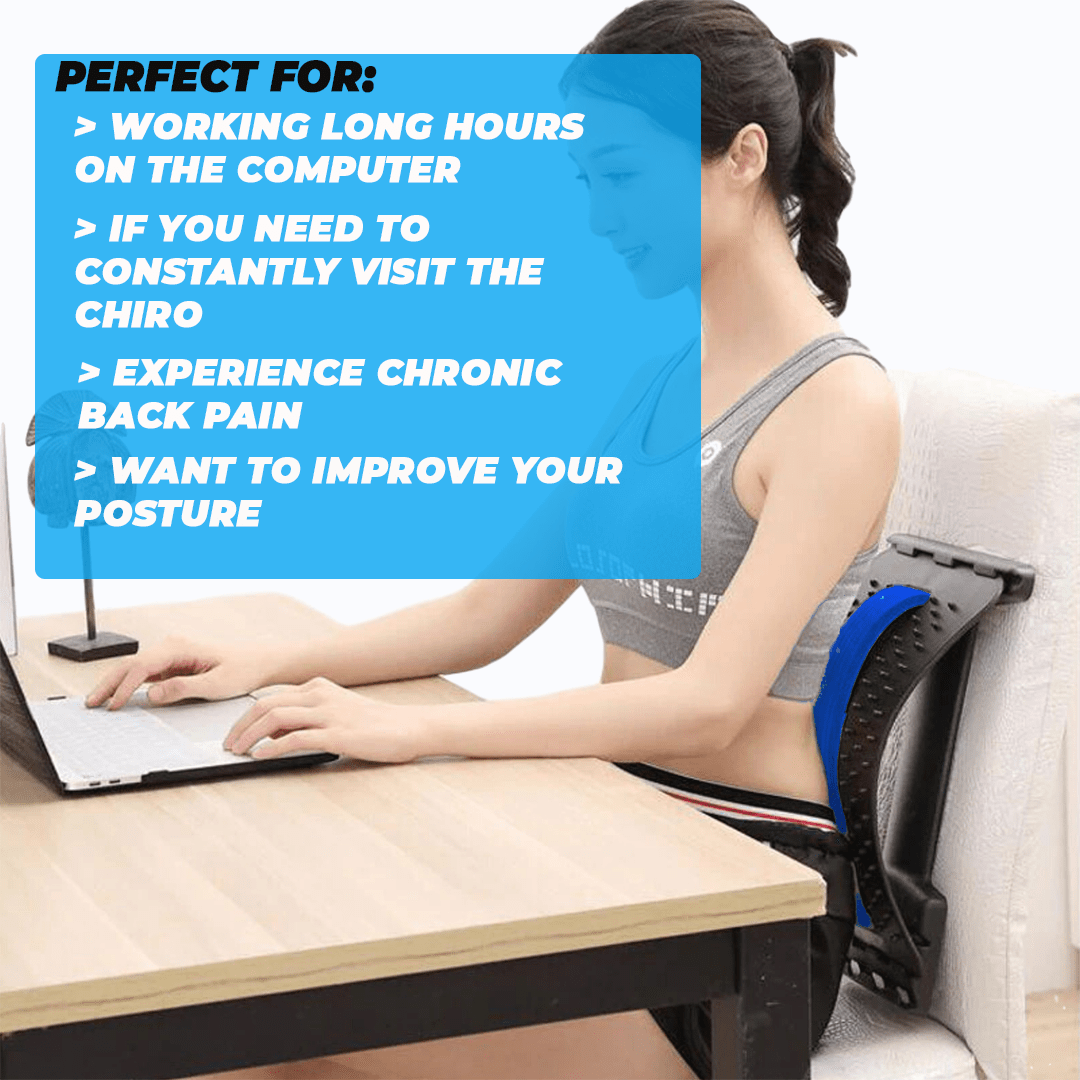 PERFECT FOR:
> WORKING LONG HOURS
ON THE COMPUTER
> IF YOU NEED TO
CONSTANTLY VISIT THE
CHIRO
> EXPERIENCE CHRONIC
BACK PAIN
> WANT TO IMPROVE YOUR
POSTURE